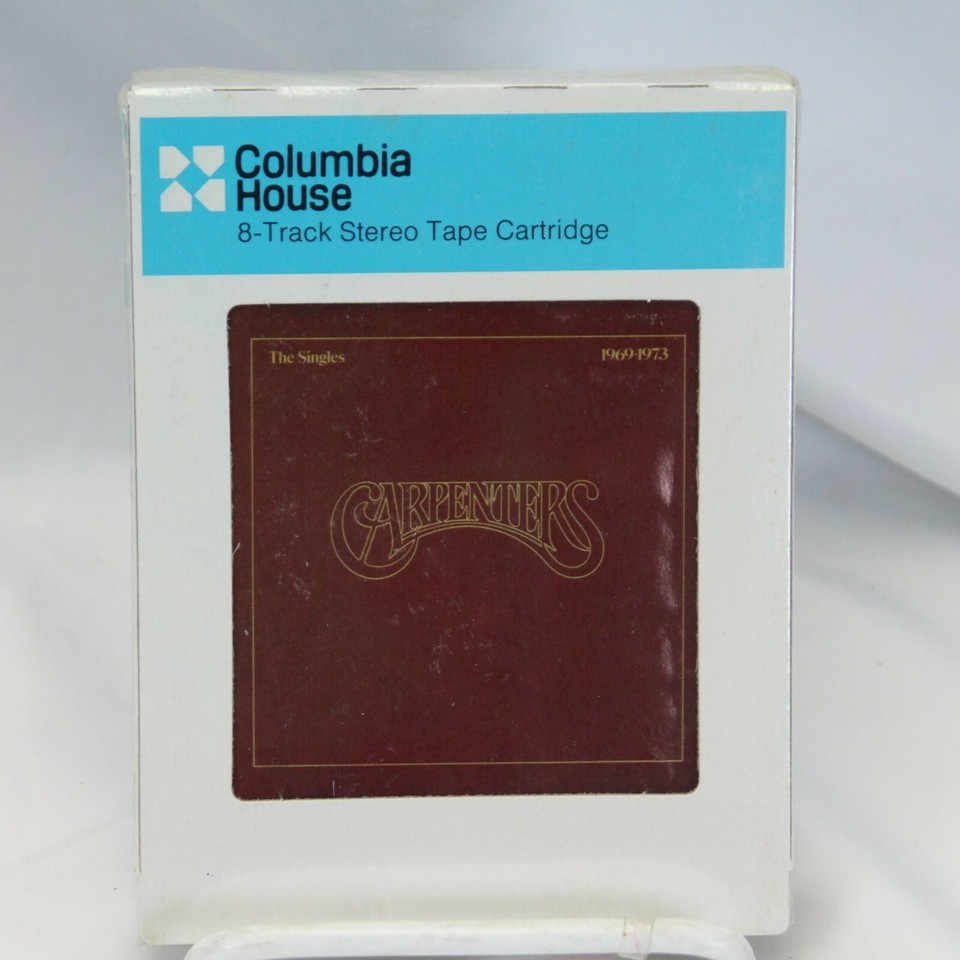 Columbia
House
8-Track Stereo Tape Cartridge
The Singles 1969-1973
CARPENTERS